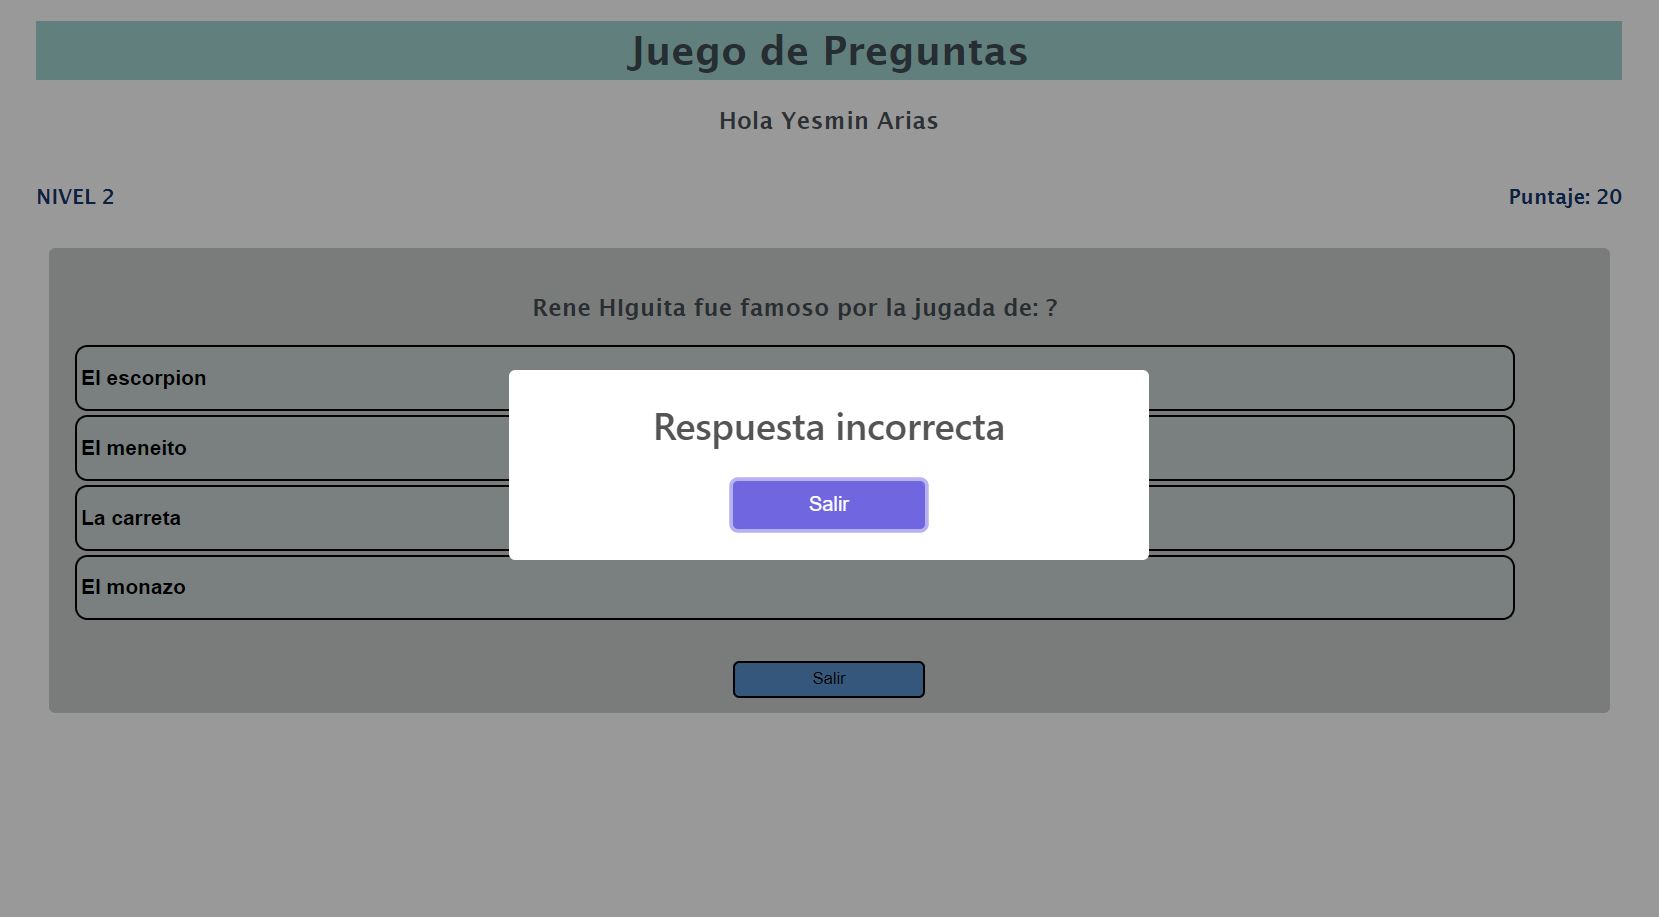 Juego de Preguntas
Hola Yesmin Arias
NIVEL 2
Puntaje: 20
Rene HIguita fue famoso por la jugada de: ?
El escorpion
El meneito
La carreta
El monazo
Respuesta incorrecta
Salir
Salir